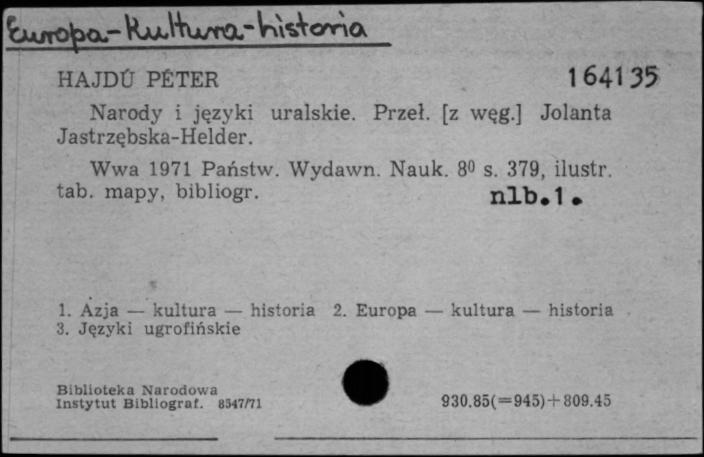 Europa-kultura-historia
HAJDÚ PÉTER 164135
Narody i języki uralskie. Przeł. [z węg.] Jolanta
Jastrzębska-Helder.
Wwa 1971 Państw. Wydawn. Nauk. 8⁰ s. 379, ilustr.
tab. mapy, bibliogr. nlb.1.
1. Azja — kultura — historia 2. Europa — kultura — historia
3. Języki ugrofińskie
Biblioteka Narodowa
Instytut Bibliograf. 8547/71 930.85(=945)+809.45